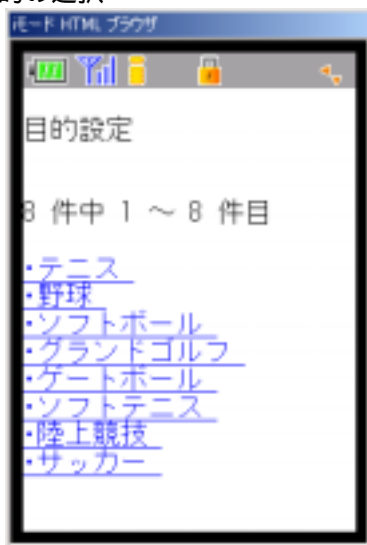 iモード HTML ブラウザ
目的設定
8 件中 1 ～ 8 件目
・テニス
・野球
・ソフトボール
・グランドゴルフ
・ゲートボール
・ソフトテニス
・陸上競技
・サッカー